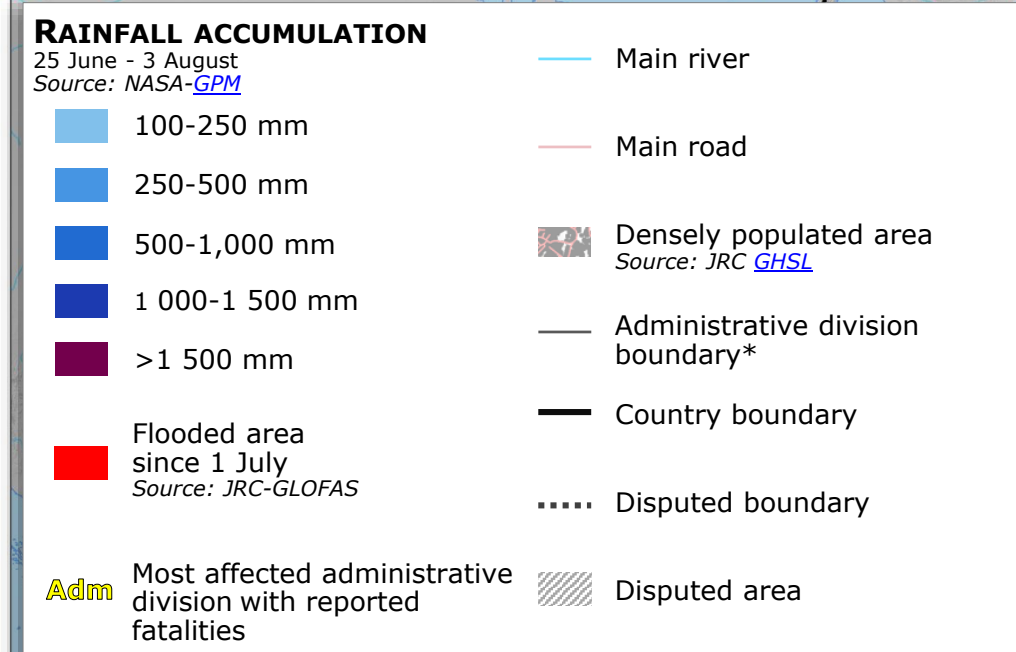 RAINFALL ACCUMULATION
25 June - 3 August
Source: NASA-GPM
100-250 mm
250-500 mm
500-1,000 mm
1 000-1 500 mm
>1 500 mm
Flooded area
since 1 July
Source: JRC-GLOFAS
Adm
Most affected administrative
division with reported
fatalities
Main river
Main road
Densely populated area
Source: JRC GHSL
Administrative division
boundary*
Country boundary
Disputed boundary
Disputed area